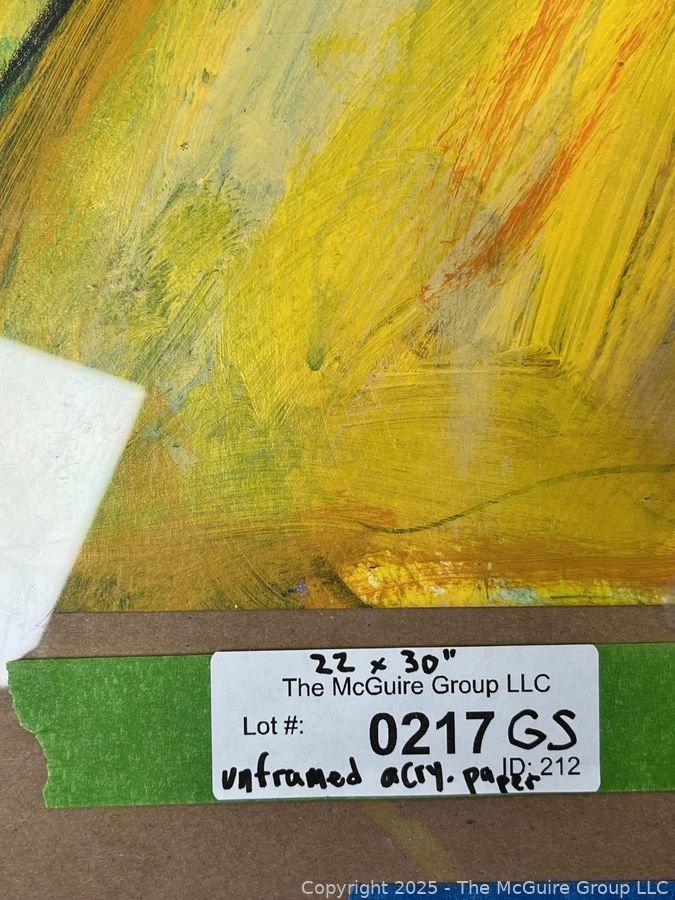 22 x 30"
The McGuire Group LLC
Lot #: 0217 GS
unframed acry. paper ID: 212
Copyright 2025 - The McGuire Group LLC